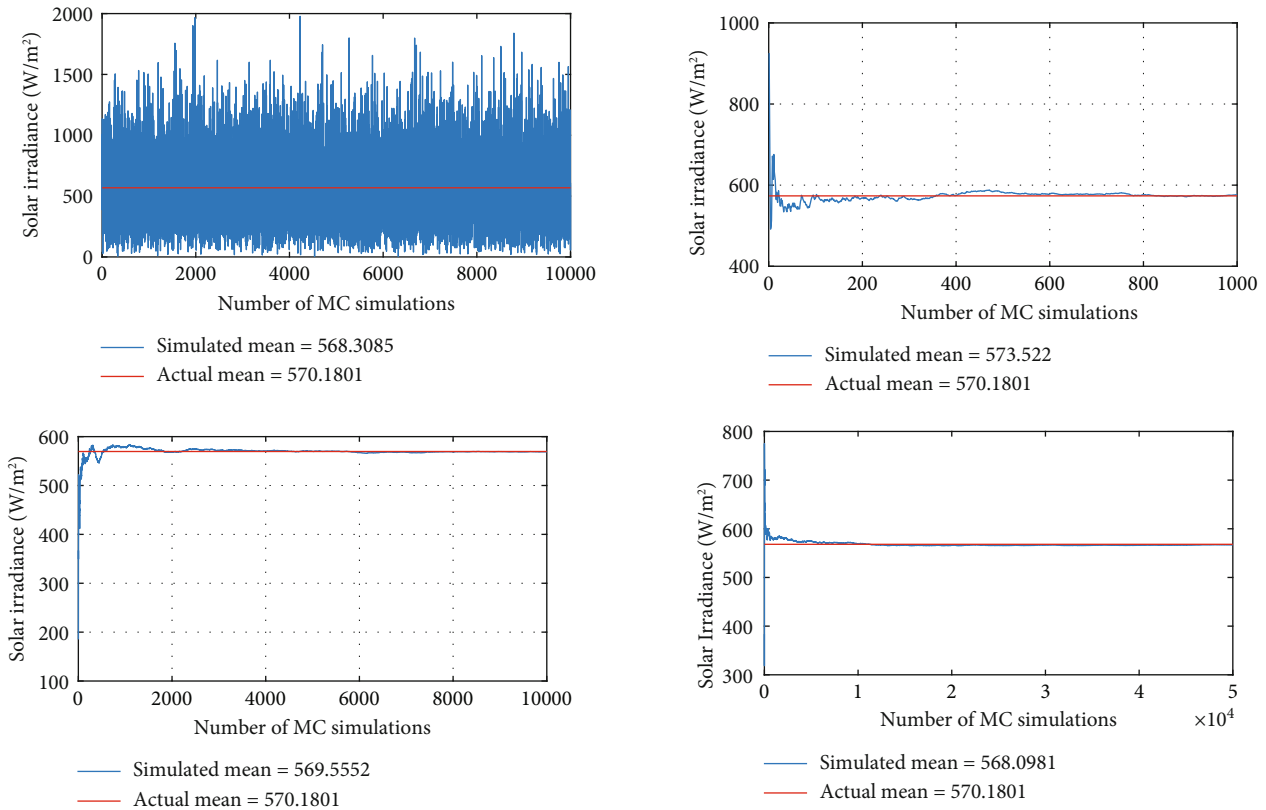 2000
1500
1000
500
0
Solar irradiance (W/m²)
0 2000 4000 6000 8000 10000
Number of MC simulations
Simulated mean = 568.3085
Actual mean = 570.1801
1000
800
600
400
Solar irradiance (W/m²)
0 200 400 600 800 1000
Number of MC simulations
Simulated mean = 573.522
Actual mean = 570.1801
600
500
400
300
200
100
Solar irradiance (W/m²)
0 2000 4000 6000 8000 10000
Number of MC simulations
Simulated mean = 569.5552
Actual mean = 570.1801
800
700
600
500
400
300
Solar Irradiance (W/m²)
0 1 2 3 4 5
Number of MC simulations
×10⁴
Simulated mean = 568.0981
Actual mean = 570.1801